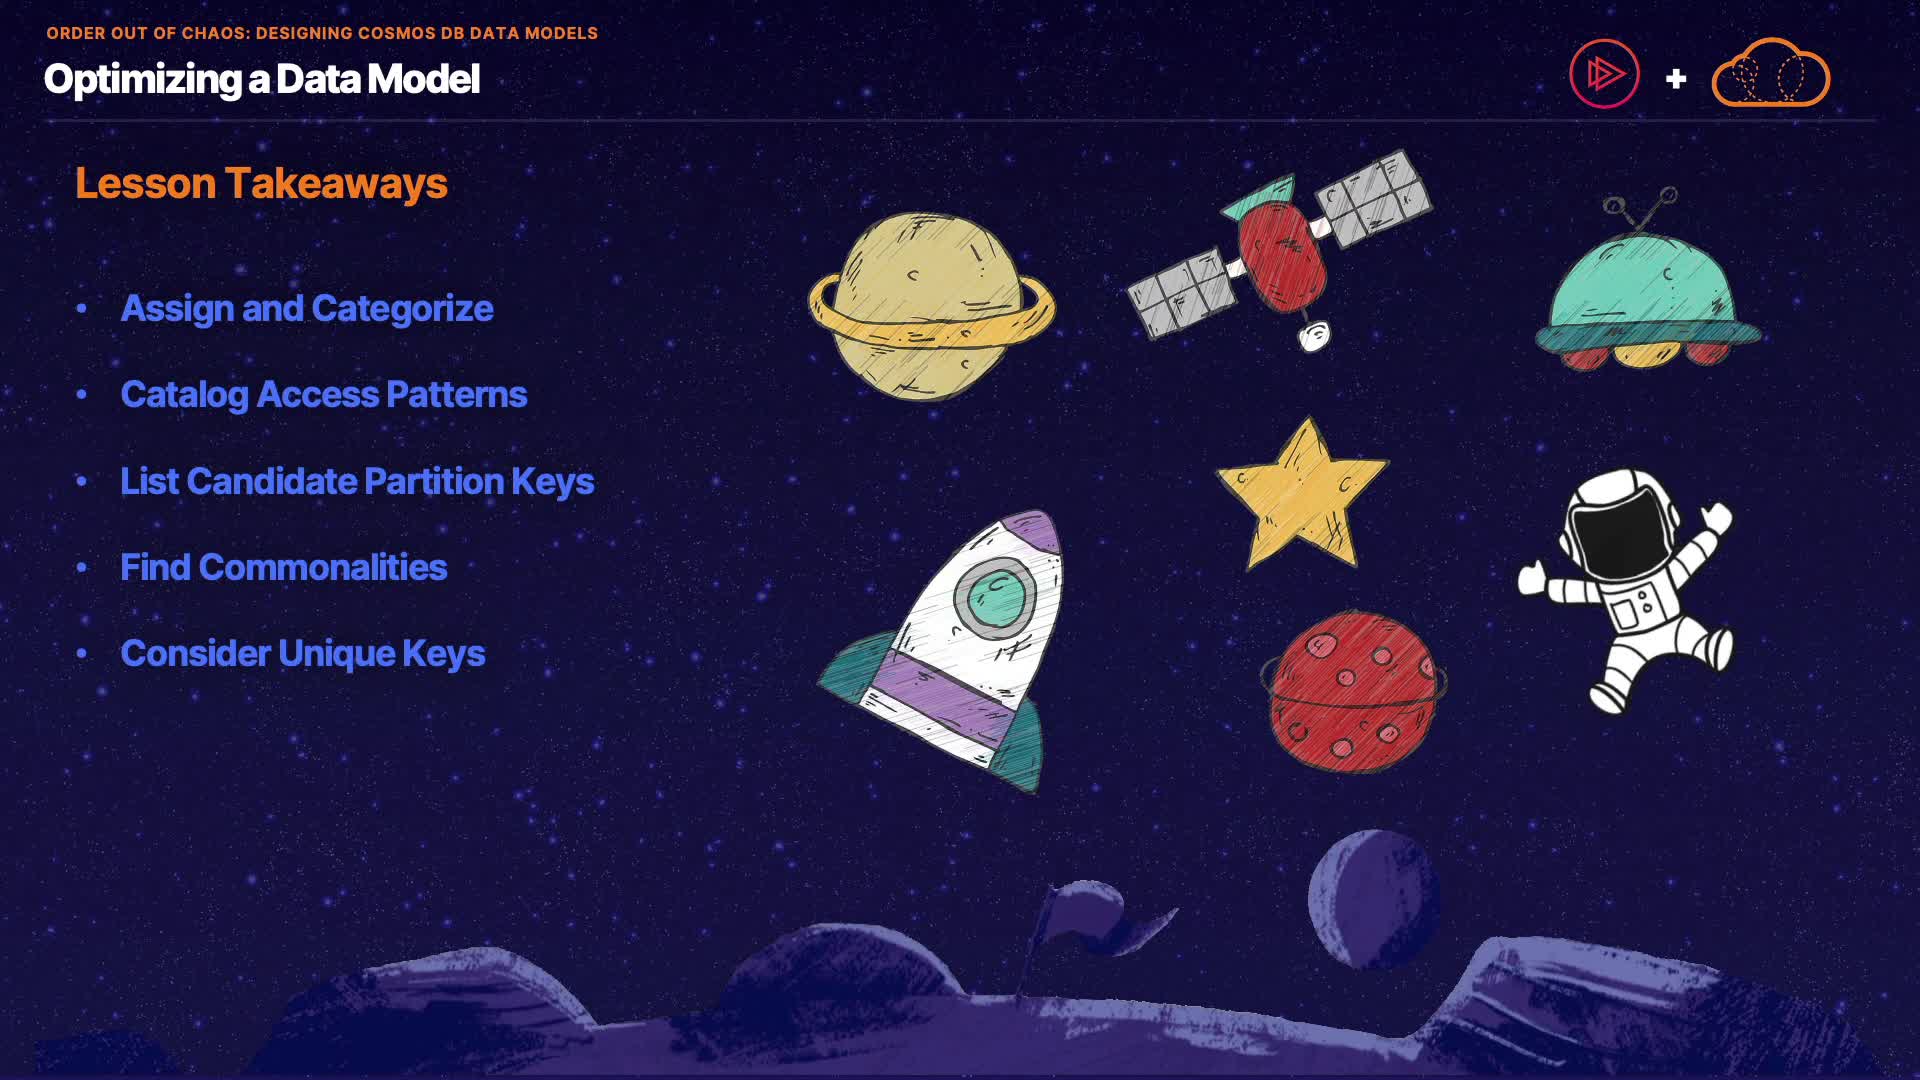 ORDER OUT OF CHAOS: DESIGNING COSMOS DB DATA MODELS
Optimizing a Data Model
+
Lesson Takeaways
• Assign and Categorize
• Catalog Access Patterns
• List Candidate Partition Keys
• Find Commonalities
• Consider Unique Keys